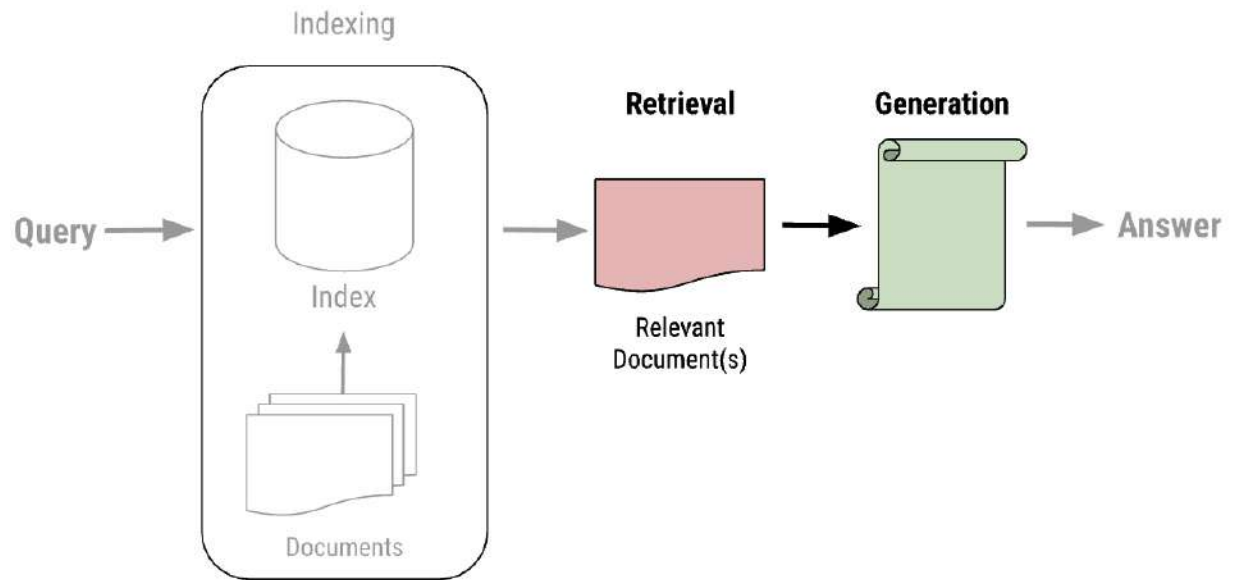 Indexing
Retrieval
Generation
Query
Index
Relevant
Document(s)
Answer
Documents